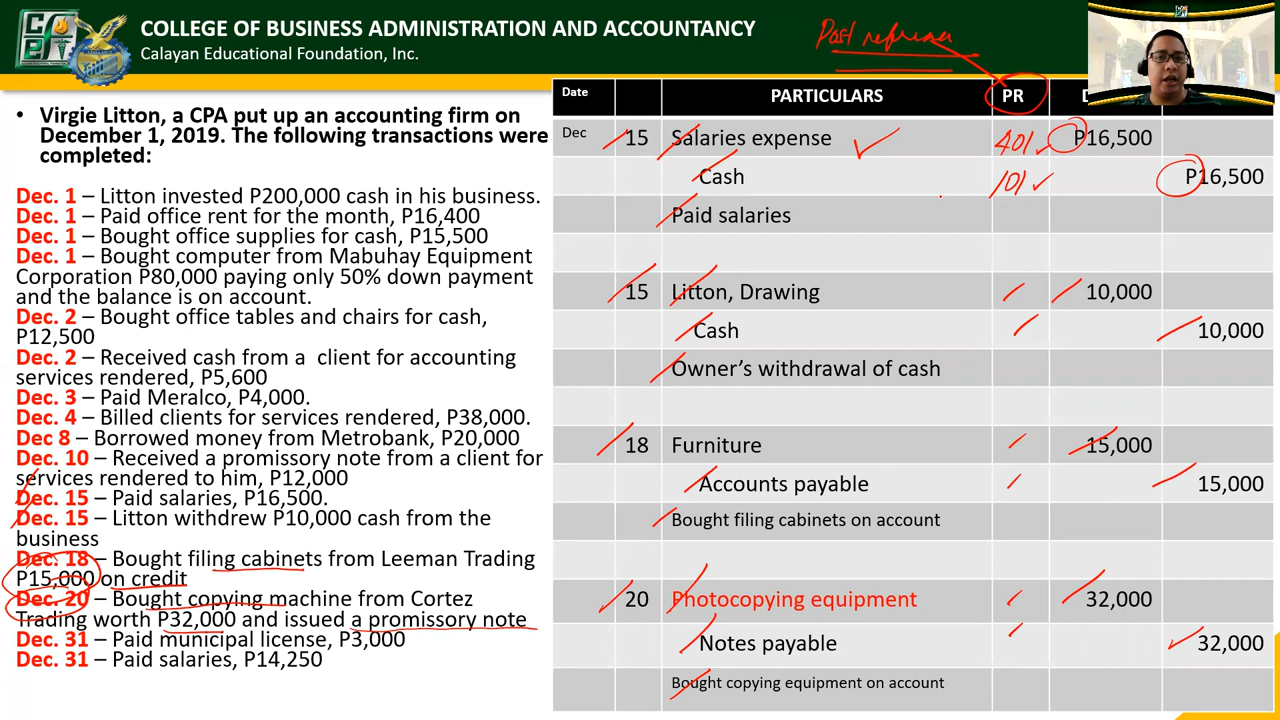 COLLEGE OF BUSINESS ADMINISTRATION AND ACCOUNTANCY
Calayan Educational Foundation, Inc.
• Virgie Litton, a CPA put up an accounting firm on
December 1, 2019. The following transactions were
completed:
Dec. 1 – Litton invested P200,000 cash in his business.
Dec. 1 – Paid office rent for the month, P16,400
Dec. 1 – Bought office supplies for cash, P15,500
Dec. 1 – Bought computer from Mabuhay Equipment
Corporation P80,000 paying only 50% down payment
and the balance is on account.
Dec. 2 – Bought office tables and chairs for cash,
P12,500
Dec. 2 – Received cash from a client for accounting
services rendered, P5,600
Dec. 3 – Paid Meralco, P4,000.
Dec. 4 – Billed clients for services rendered, P38,000.
Dec 8 – Borrowed money from Metrobank, P20,000
Dec. 10 – Received a promissory note from a client for
services rendered to him, P12,000
Dec. 15 – Paid salaries, P16,500.
Dec. 15 – Litton withdrew P10,000 cash from the
business
Dec. 18 – Bought filing cabinets from Leeman Trading
P15,000 on credit
Dec. 20 – Bought copying machine from Cortez
Trading worth P32,000 and issued a promissory note
Dec. 31 – Paid municipal license, P3,000
Dec. 31 – Paid salaries, P14,250
Post reference
Date PARTICULARS PR D
Dec 15 Salaries expense 401 P16,500
Cash 101 P16,500
Paid salaries
15 Litton, Drawing 10,000
Cash 10,000
Owner's withdrawal of cash
18 Furniture 15,000
Accounts payable 15,000
Bought filing cabinets on account
20 Photocopying equipment 32,000
Notes payable 32,000
Bought copying equipment on account